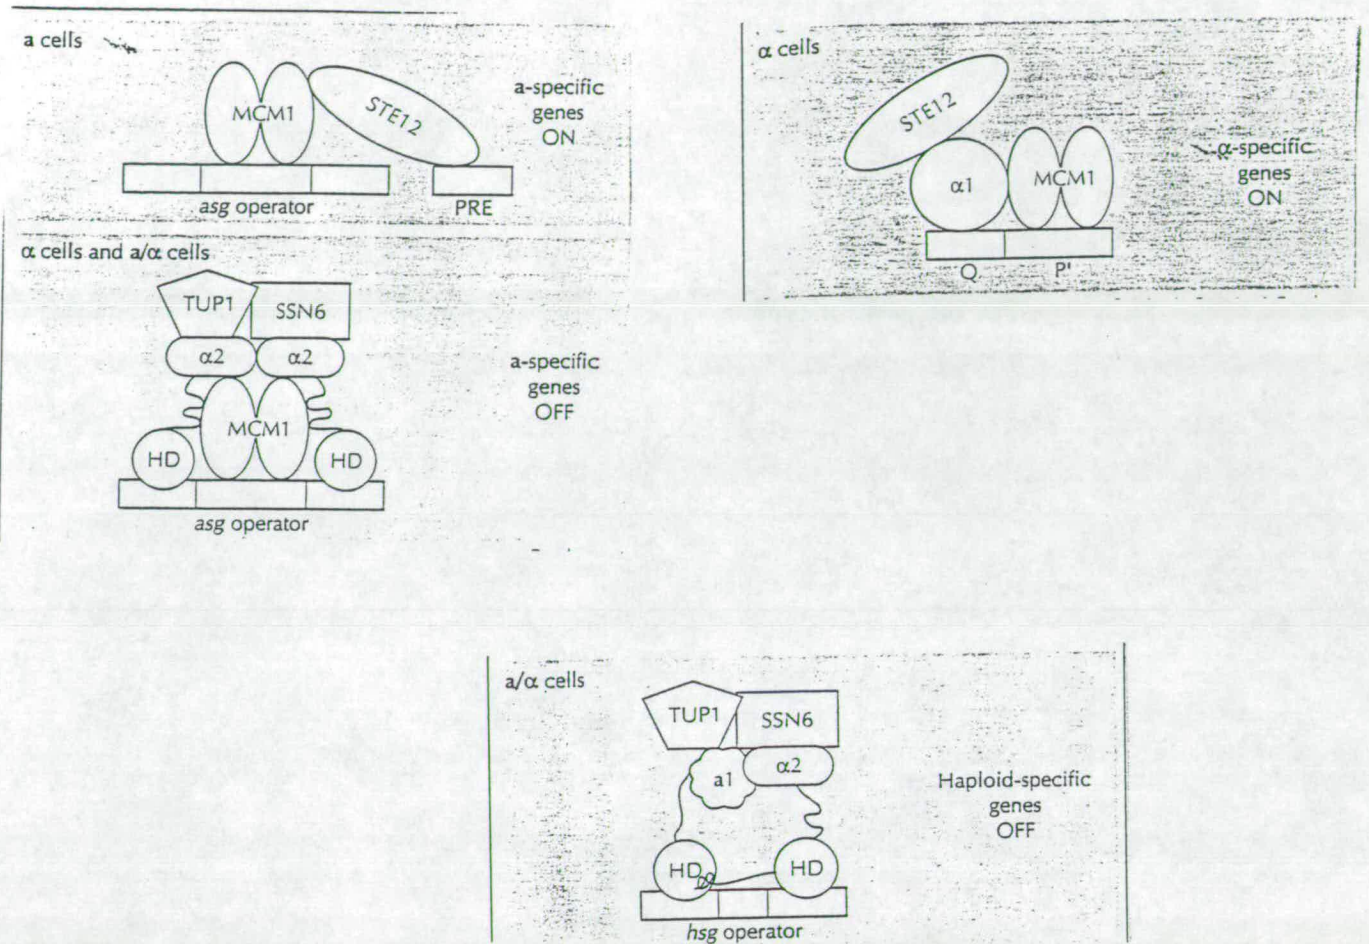 a cells
MCM1
STE12
a-specific
genes
ON
asg operator
PRE
α cells
STE12
α1
MCM1
α-specific
genes
ON
Q
P'
α cells and a/α cells
TUP1
SSN6
α2
α2
MCM1
HD
HD
a-specific
genes
OFF
asg operator
a/α cells
TUP1
SSN6
a1
α2
HD
HD
Haploid-specific
genes
OFF
hsg operator